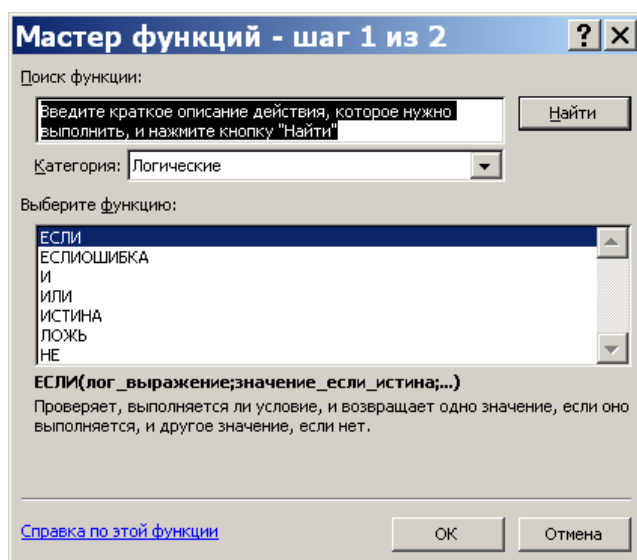 Мастер функций - шаг 1 из 2
Поиск функции:
Введите краткое описание действия, которое нужно
выполнить, и нажмите кнопку "Найти"
Найти
Категория: Логические
Выберите функцию:
ЕСЛИ
ЕСЛИОШИБКА
И
ИЛИ
ИСТИНА
ЛОЖЬ
НЕ
ЕСЛИ(лог_выражение;значение_если_истина;...)
Проверяет, выполняется ли условие, и возвращает одно значение, если оно
выполняется, и другое значение, если нет.
Справка по этой функции
ОК
Отмена